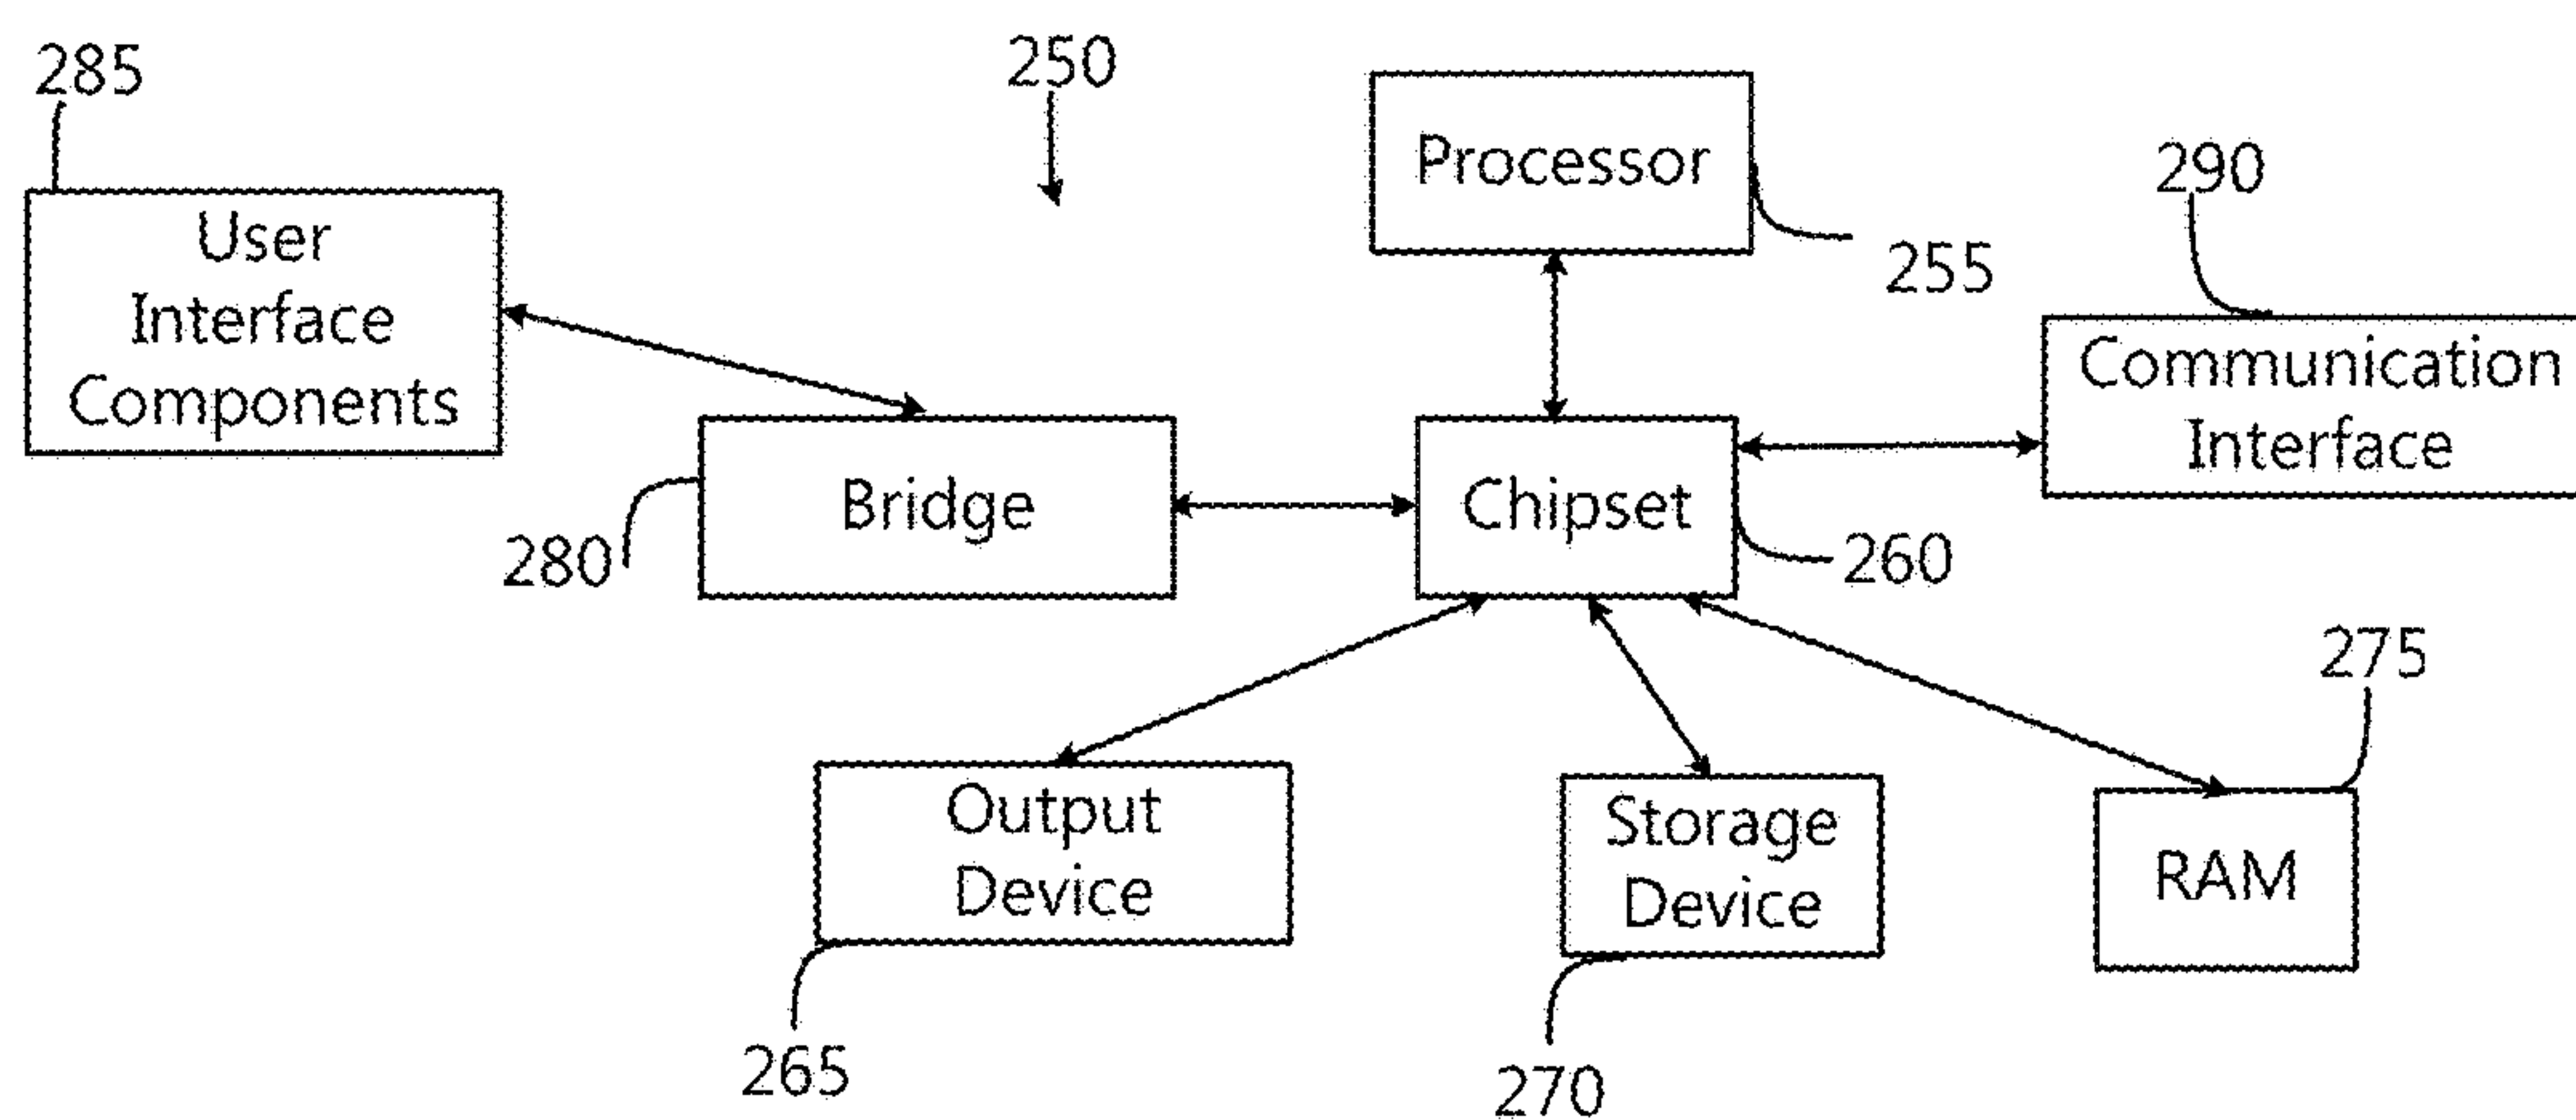 285
250
Processor
255
290
User
Interface
Components
Communication
Interface
Bridge
280
Chipset
260
275
Output
Device
265
Storage
Device
270
RAM